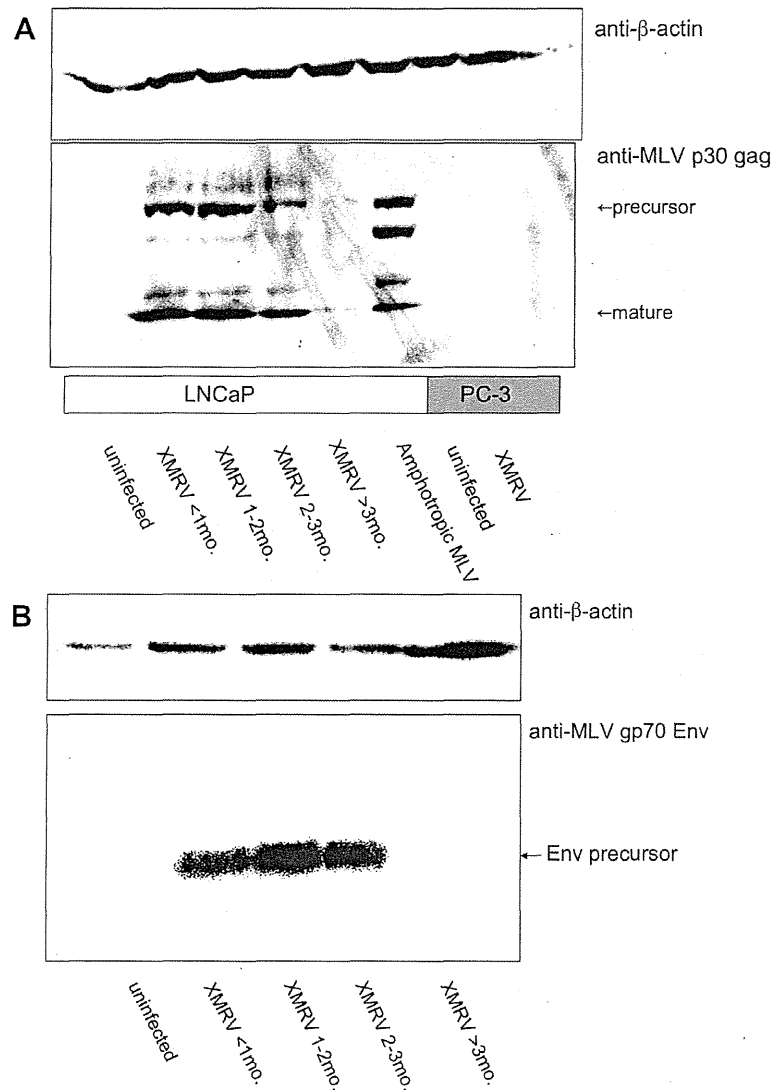 A
anti-β-actin
anti-MLV p30 gag
←precursor
←mature
LNCaP
PC-3
uninfected
XMRV <1mo.
XMRV 1-2mo.
XMRV 2-3mo.
XMRV >3mo.
Amphotropic MLV
uninfected
XMRV
B
anti-β-actin
anti-MLV gp70 Env
← Env precursor
uninfected
XMRV <1mo.
XMRV 1-2mo.
XMRV 2-3mo.
XMRV >3mo.